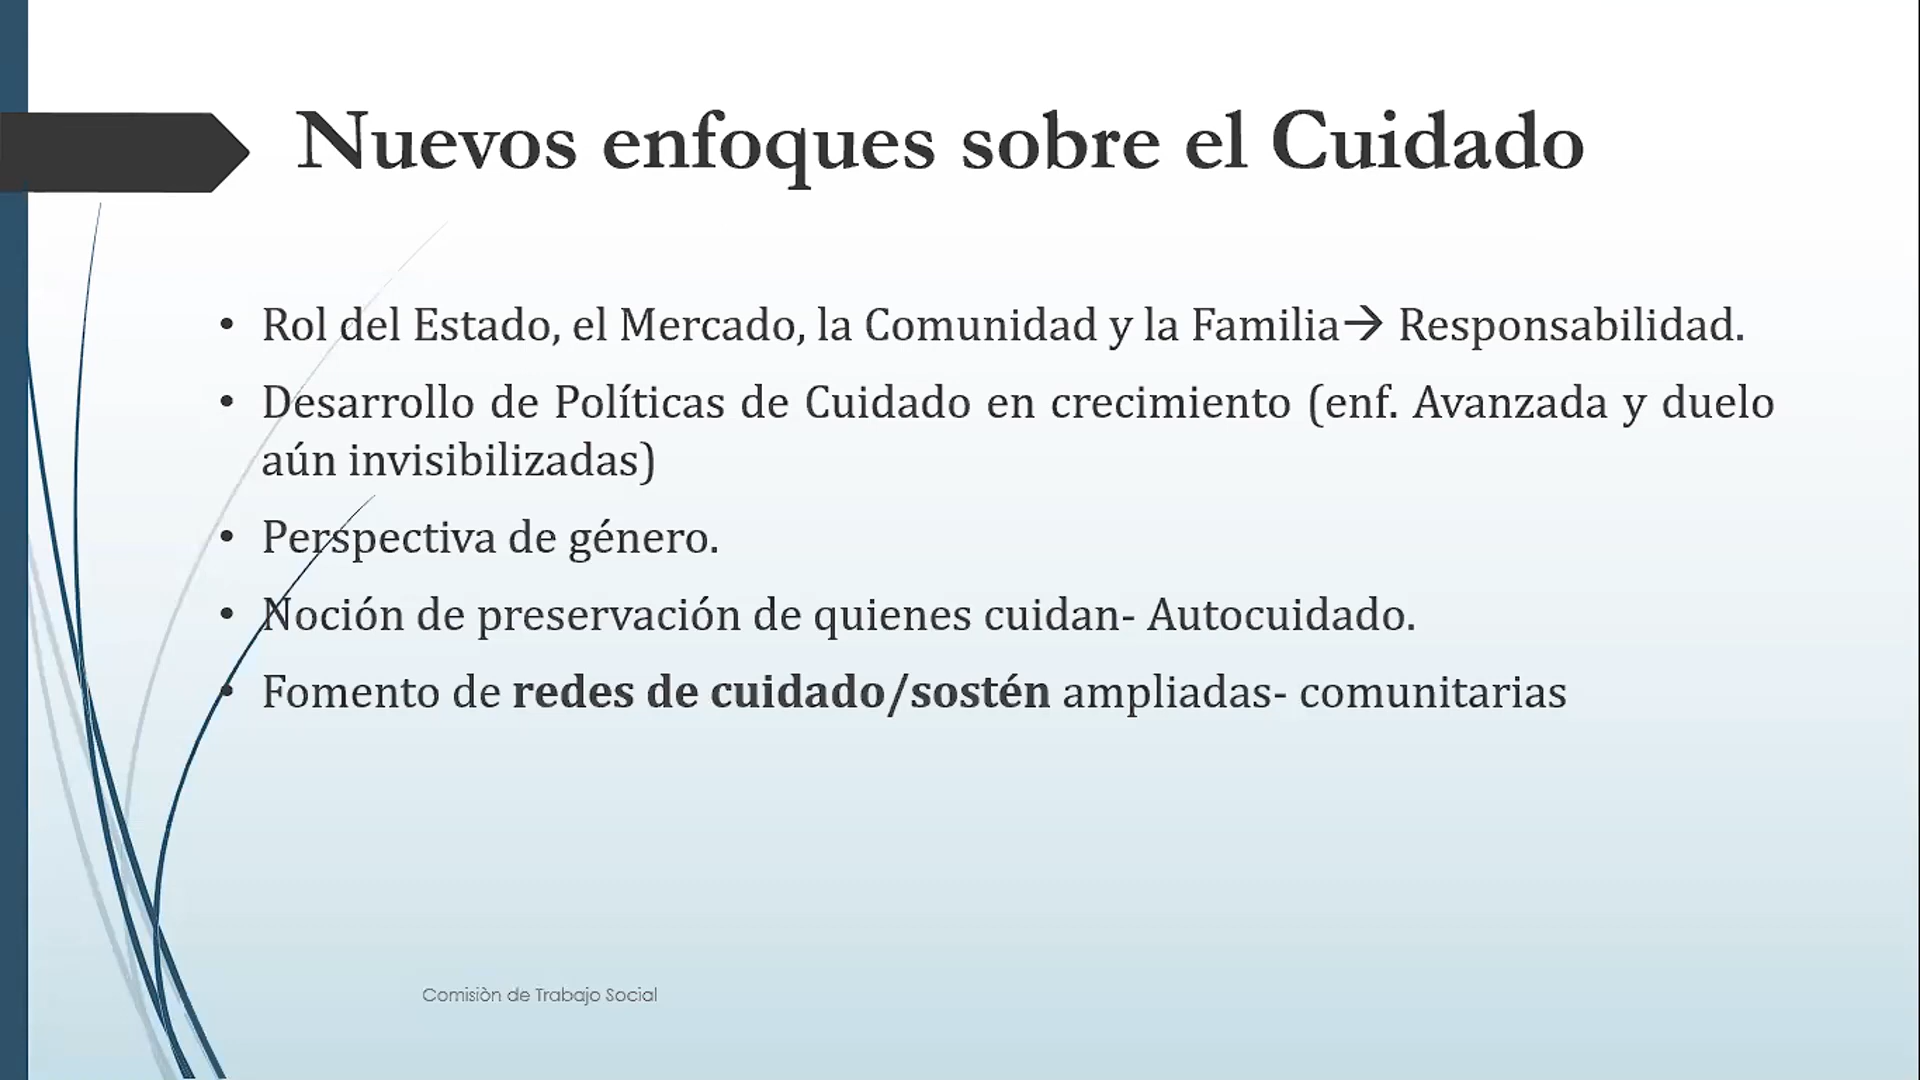 Nuevos enfoques sobre el Cuidado
• Rol del Estado, el Mercado, la Comunidad y la Familia→ Responsabilidad.
• Desarrollo de Políticas de Cuidado en crecimiento (enf. Avanzada y duelo
aún invisibilizadas)
• Perspectiva de género.
• Noción de preservación de quienes cuidan- Autocuidado.
• Fomento de redes de cuidado/sostén ampliadas- comunitarias
Comisiòn de Trabajo Social